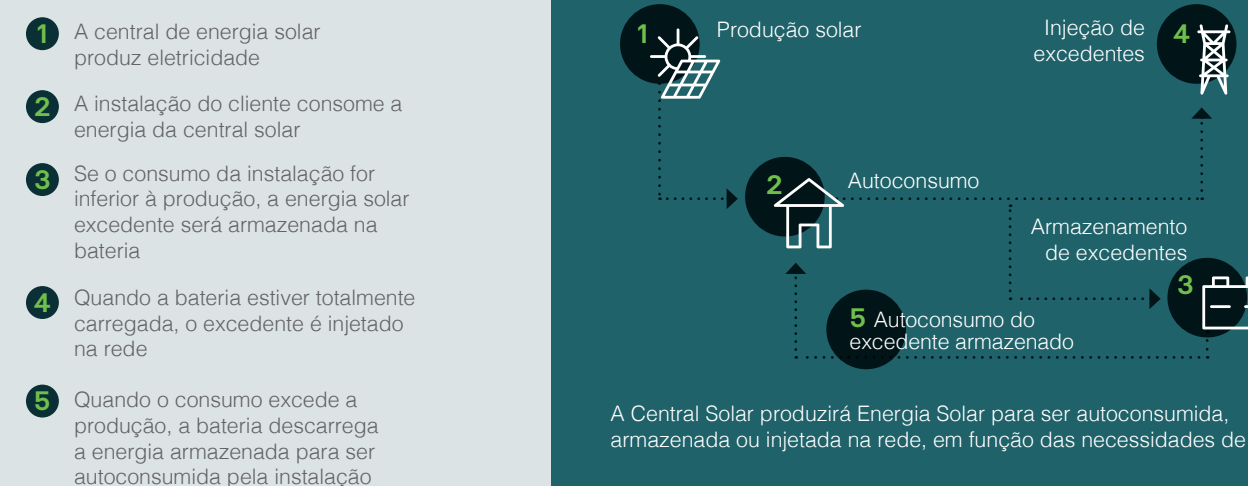 1 A central de energia solar
produz eletricidade
2 A instalação do cliente consome a
energia da central solar
3 Se o consumo da instalação for
inferior à produção, a energia solar
excedente será armazenada na
bateria
4 Quando a bateria estiver totalmente
carregada, o excedente é injetado
na rede
5 Quando o consumo excede a
produção, a bateria descarrega
a energia armazenada para ser
autoconsumida pela instalação
1 Produção solar
Injeção de
excedentes
4
2 Autoconsumo
Armazenamento
de excedentes
3
5 Autoconsumo do
excedente armazenado
A Central Solar produzirá Energia Solar para ser autoconsumida,
armazenada ou injetada na rede, em função das necessidades de